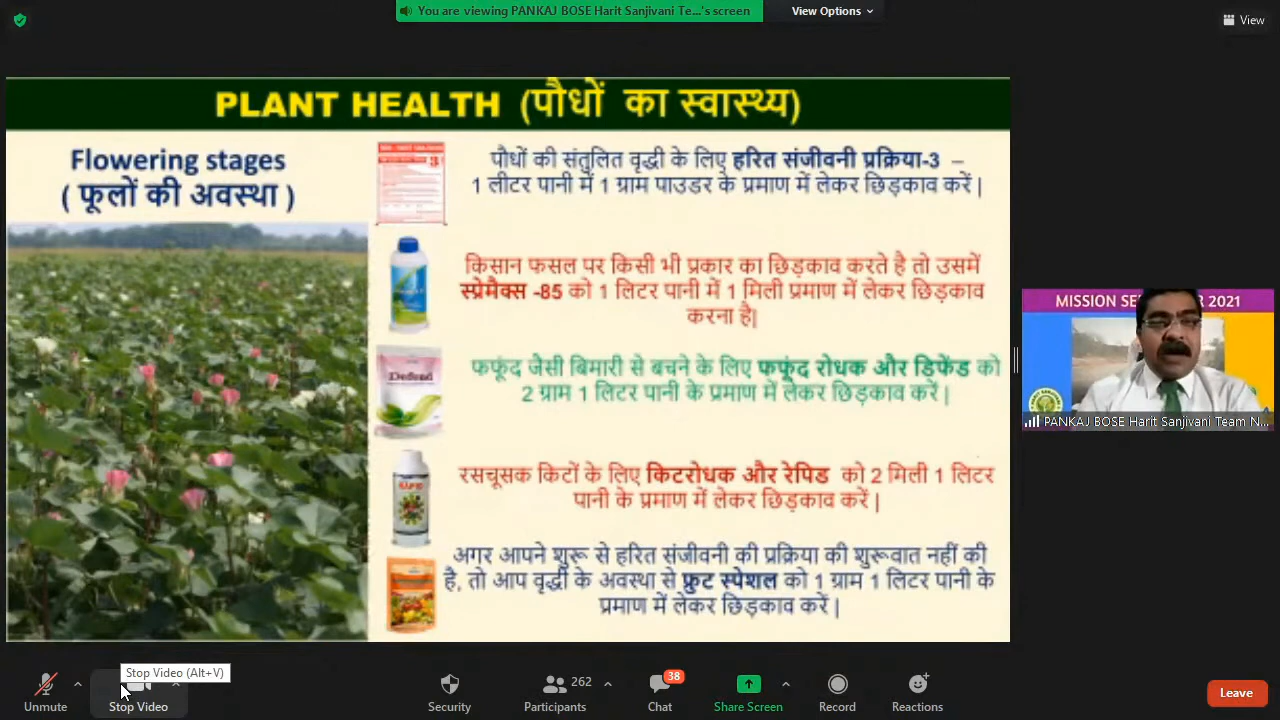 You are viewing PANKAJ BOSE Harit Sanjivani Te...'s screen
View Options
View
PLANT HEALTH (पौधों का स्वास्थ्य)
Flowering stages
( फूलों की अवस्था )
पौधों की संतुलित वृद्धी के लिए हरित संजीवनी प्रक्रिया-3 –
1 लीटर पानी में 1 ग्राम पाउडर के प्रमाण में लेकर छिड़काव करें |
किसान फसल पर किसी भी प्रकार का छिड़काव करते है तो उसमें
स्प्रेमैक्स -85 को 1 लिटर पानी में 1 मिली प्रमाण में लेकर छिड़काव
करना है|
Defend
फफूंद जैसी बिमारी से बचने के लिए फफूंद रोधक और डिफेंड को
2 ग्राम 1 लिटर पानी के प्रमाण में लेकर छिड़काव करें |
RAPID
रसचूसक किटों के लिए किटरोधक और रेपिड को 2 मिली 1 लिटर
पानी के प्रमाण में लेकर छिड़काव करें |
अगर आपने शुरू से हरित संजीवनी की प्रक्रिया की शुरूवात नहीं की
है, तो आप वृद्धी के अवस्था से फ्रुट स्पेशल को 1 ग्राम 1 लिटर पानी के
प्रमाण में लेकर छिड़काव करें |
MISSION SE R 2021
PANKAJ BOSE Harit Sanjivani Team N...
Stop Video (Alt+V)
Unmute
Stop Video
Security
262
Participants
38
Chat
Share Screen
Record
Reactions
Leave